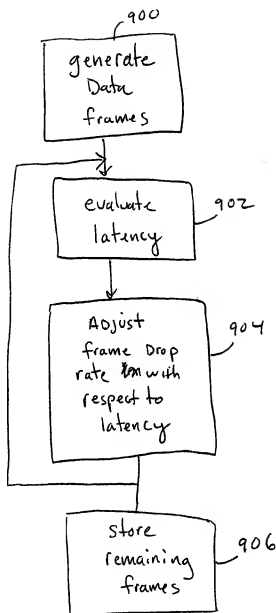 900
generate
Data
frames
evaluate
latency
902
Adjust
frame Drop
rate with
respect to
latency
904
store
remaining
frames
906